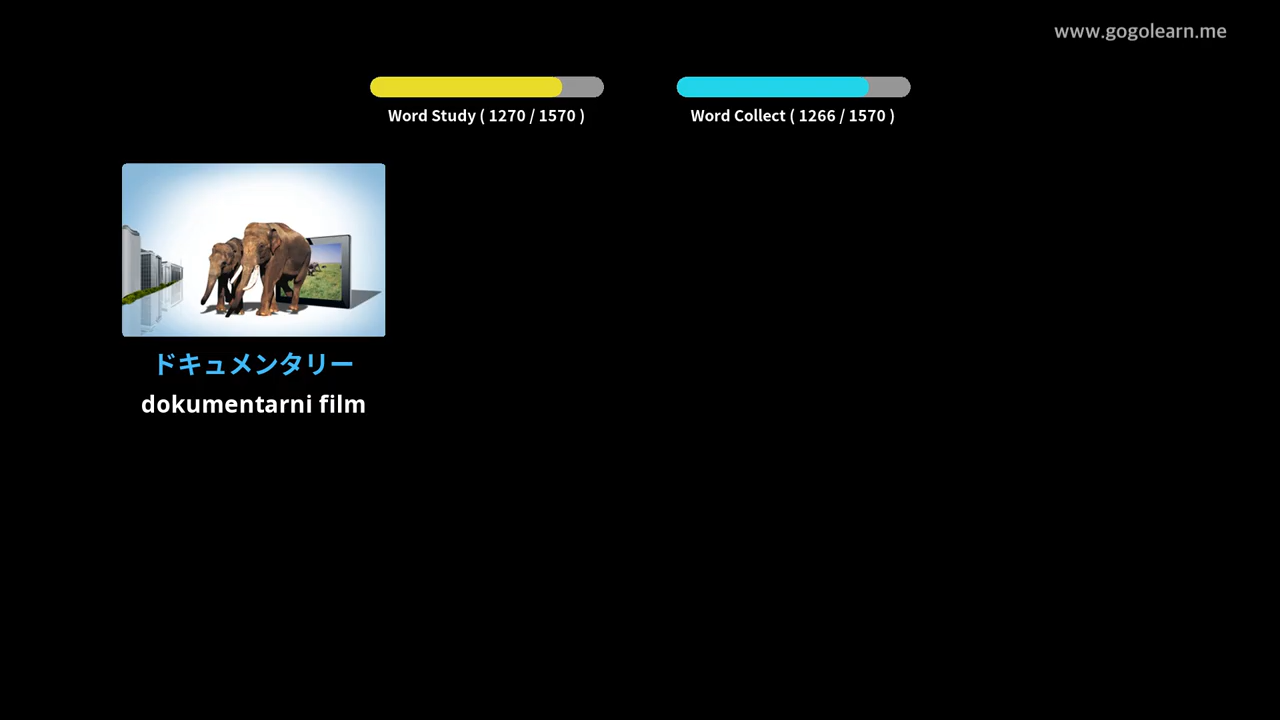 www.gogolearn.me
Word Study ( 1270 / 1570 )
Word Collect ( 1266 / 1570 )
ドキュメンタリー
dokumentarni film